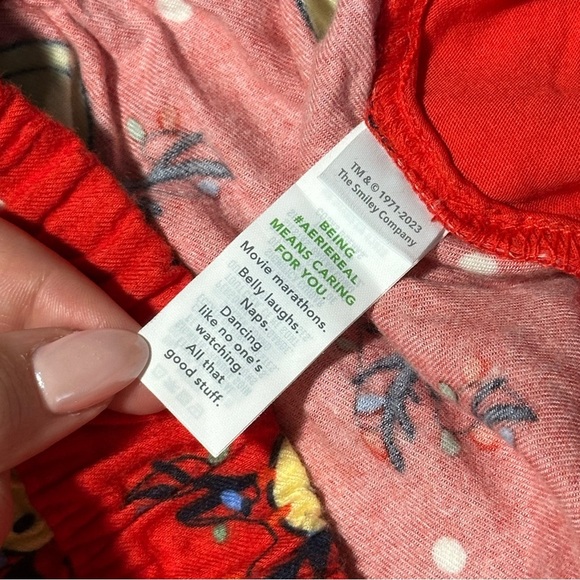 TM & © 1971-2023
The Smiley Company
BEING
#AERIEREAL
MEANS CARING
FOR YOU.
Movie marathons.
Belly laughs.
Naps.
Dancing
like no one's
watching.
All that
good stuff.